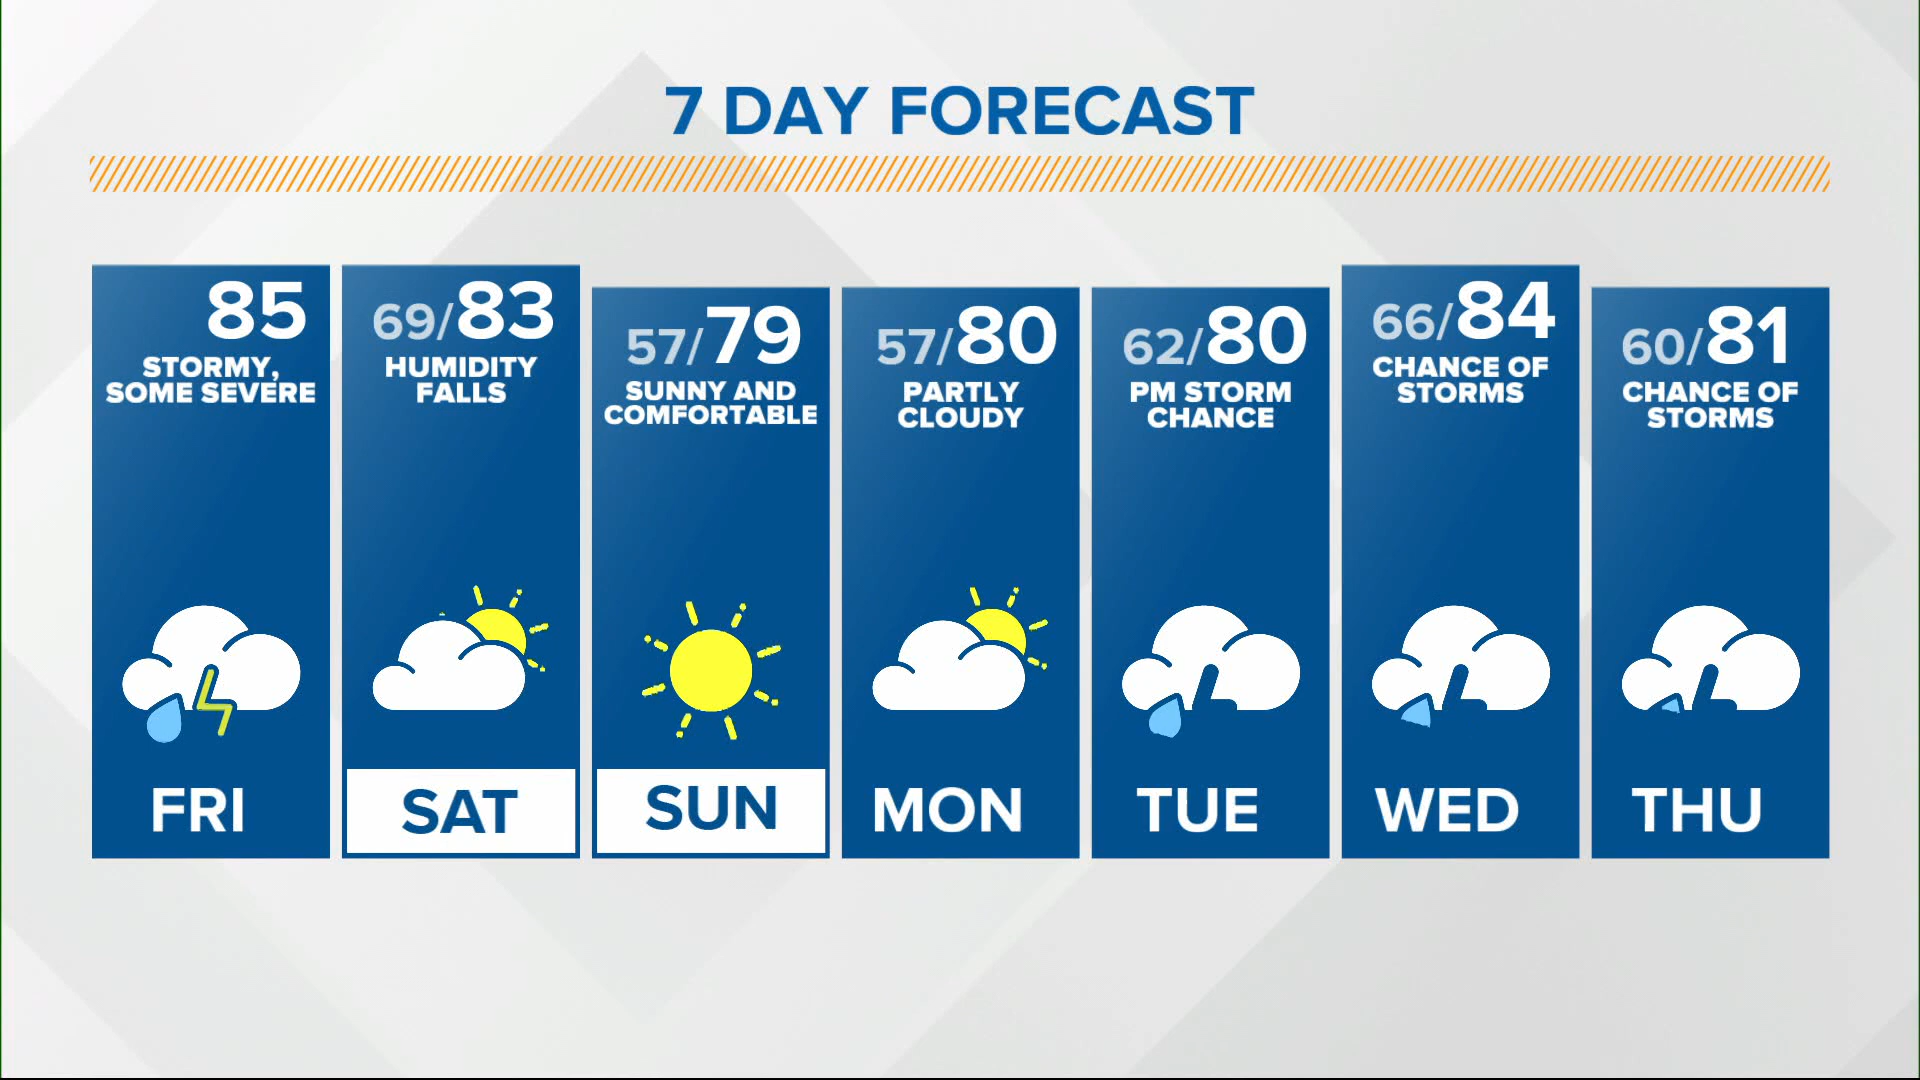 7 DAY FORECAST
85
STORMY,
SOME SEVERE
FRI
69/83
HUMIDITY
FALLS
SAT
57/79
SUNNY AND
COMFORTABLE
SUN
57/80
PARTLY
CLOUDY
MON
62/80
PM STORM
CHANCE
TUE
66/84
CHANCE OF
STORMS
WED
60/81
CHANCE OF
STORMS
THU